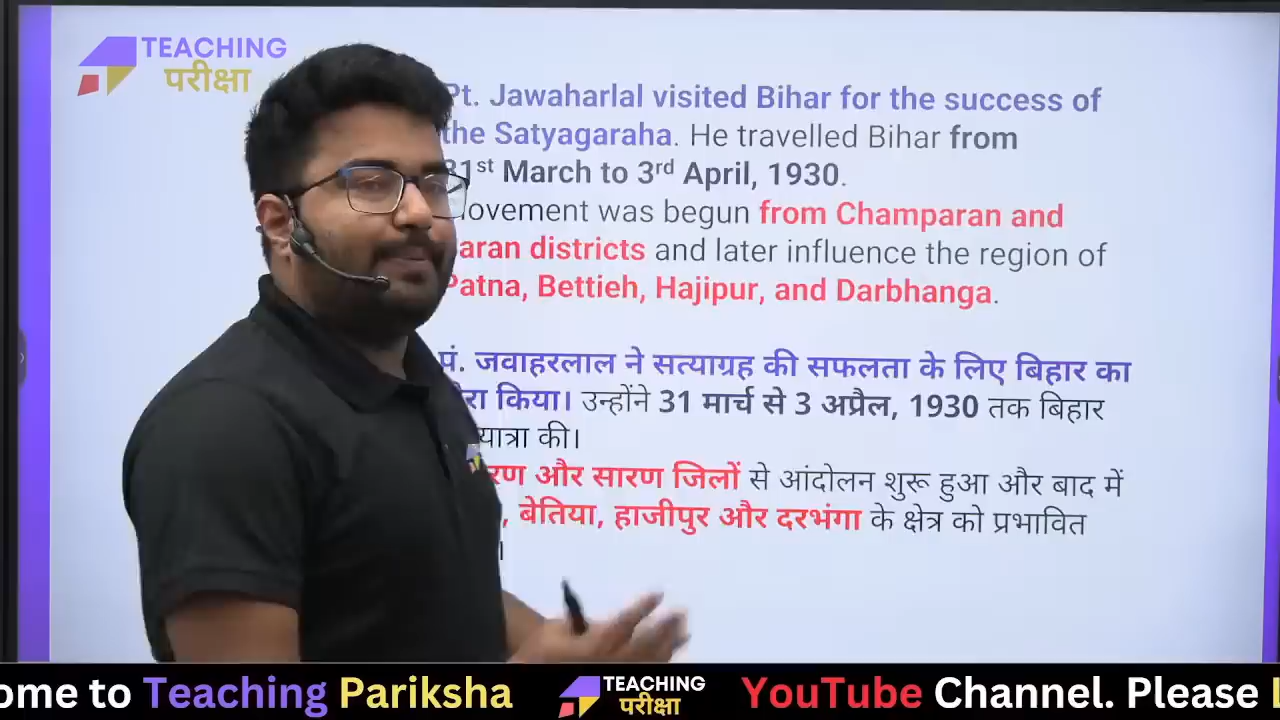 TEACHING
परीक्षा
Pt. Jawaharlal visited Bihar for the success of
the Satyagaraha. He travelled Bihar from
31st March to 3rd April, 1930.
Movement was begun from Champaran and
Saran districts and later influence the region of
Patna, Bettieh, Hajipur, and Darbhanga.
पं. जवाहरलाल ने सत्याग्रह की सफलता के लिए बिहार का
किया। उन्होंने 31 मार्च से 3 अप्रैल, 1930 तक बिहार
यात्रा की।
और सारण जिलों से आंदोलन शुरू हुआ और बाद में
, बेतिया, हाजीपुर और दरभंगा के क्षेत्र को प्रभावित
ome to Teaching Pariksha TEACHING परीक्षा YouTube Channel. Please